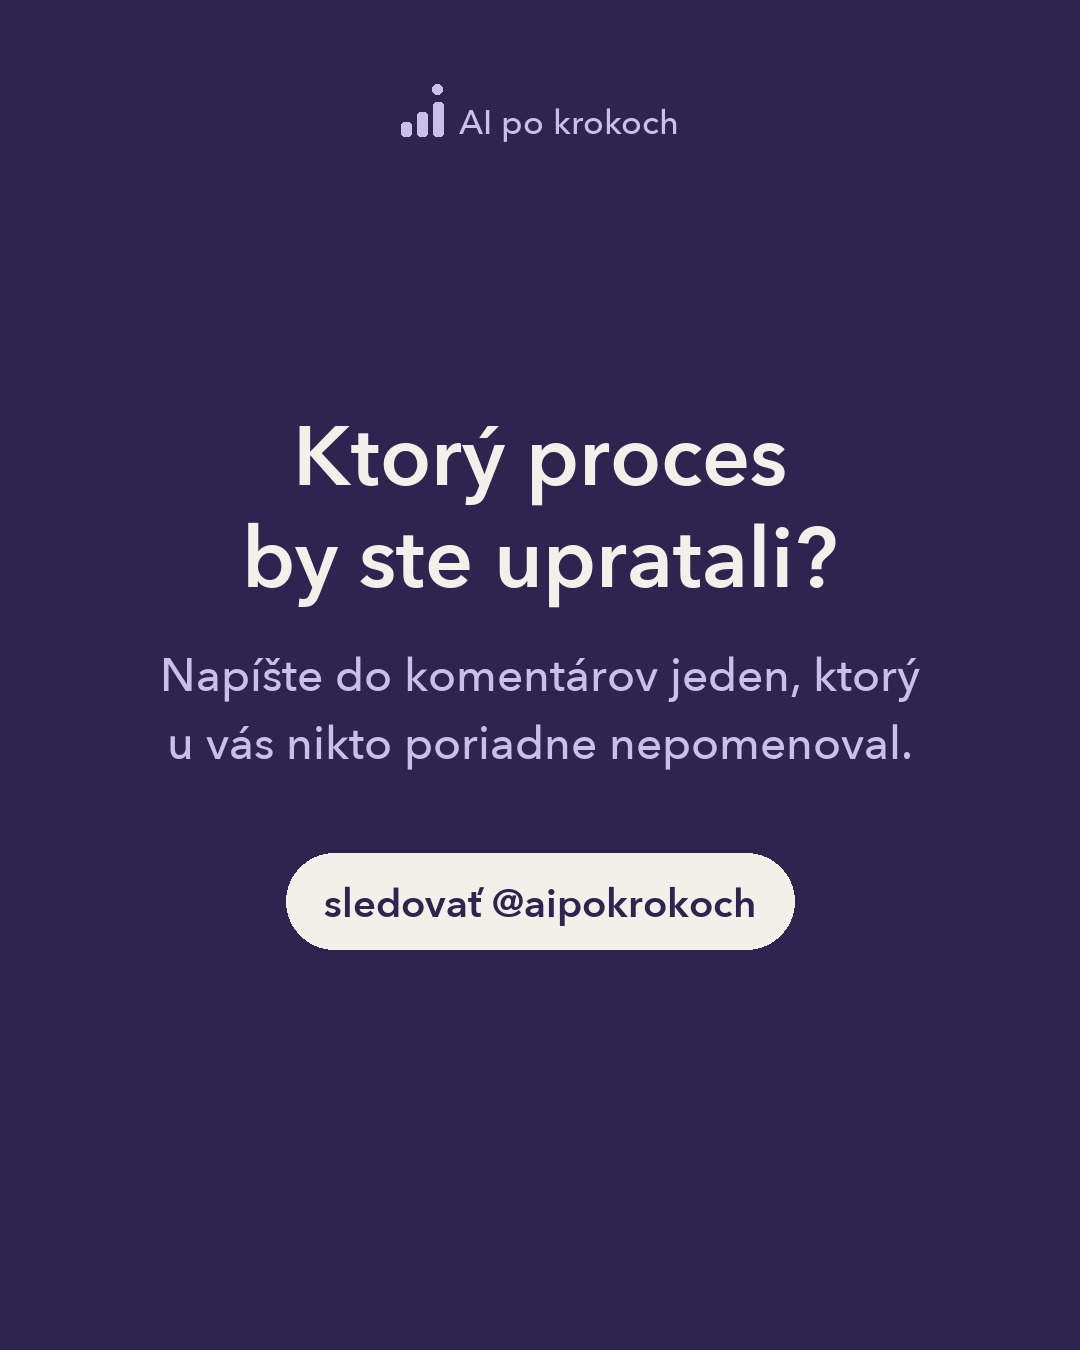 AI po krokoch
Ktorý proces
by ste upratali?
Napíšte do komentárov jeden, ktorý
u vás nikto poriadne nepomenoval.
sledovať @aipokrokoch